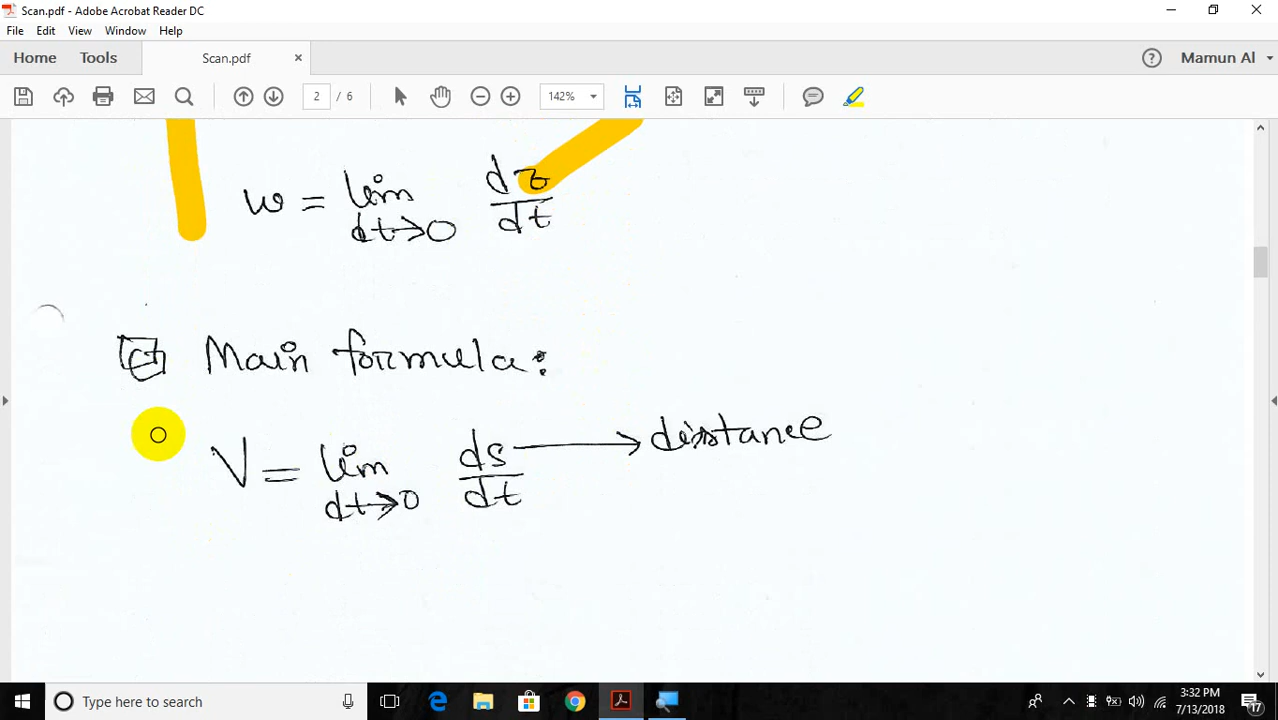 Scan.pdf - Adobe Acrobat Reader DC
File Edit View Window Help
Home Tools Scan.pdf × Mamun Al
2 / 6 142%
w = lim dz/dt
dt→0
Main formula:
V = lim ds/dt → distance
dt→0
Type here to search
3:32 PM
7/13/2018
17